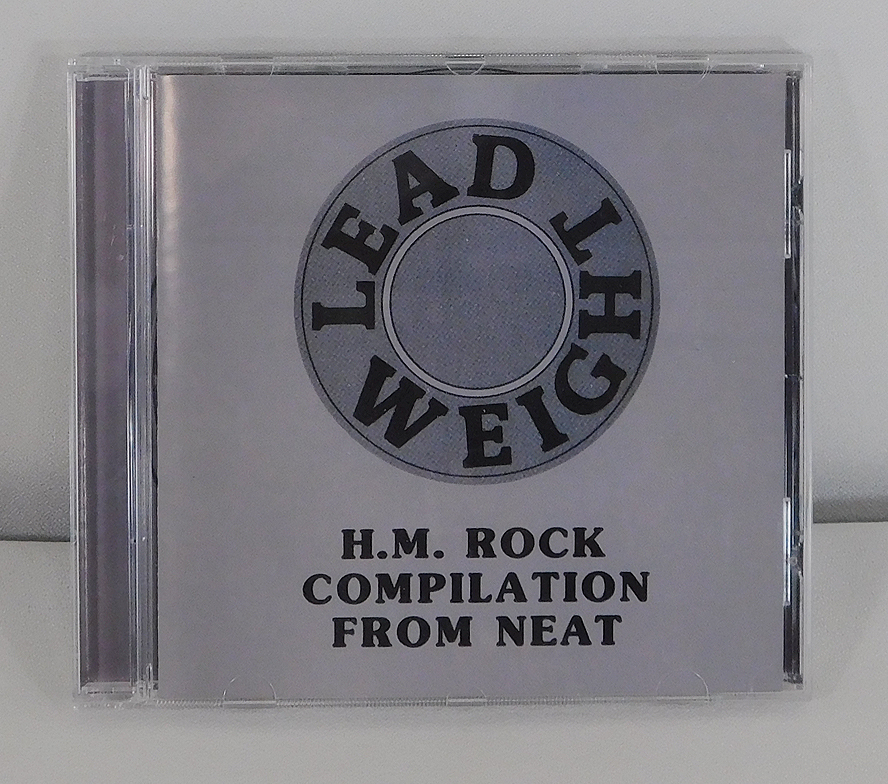 LEAD
WEIGHT
H.M. ROCK
COMPILATION
FROM NEAT